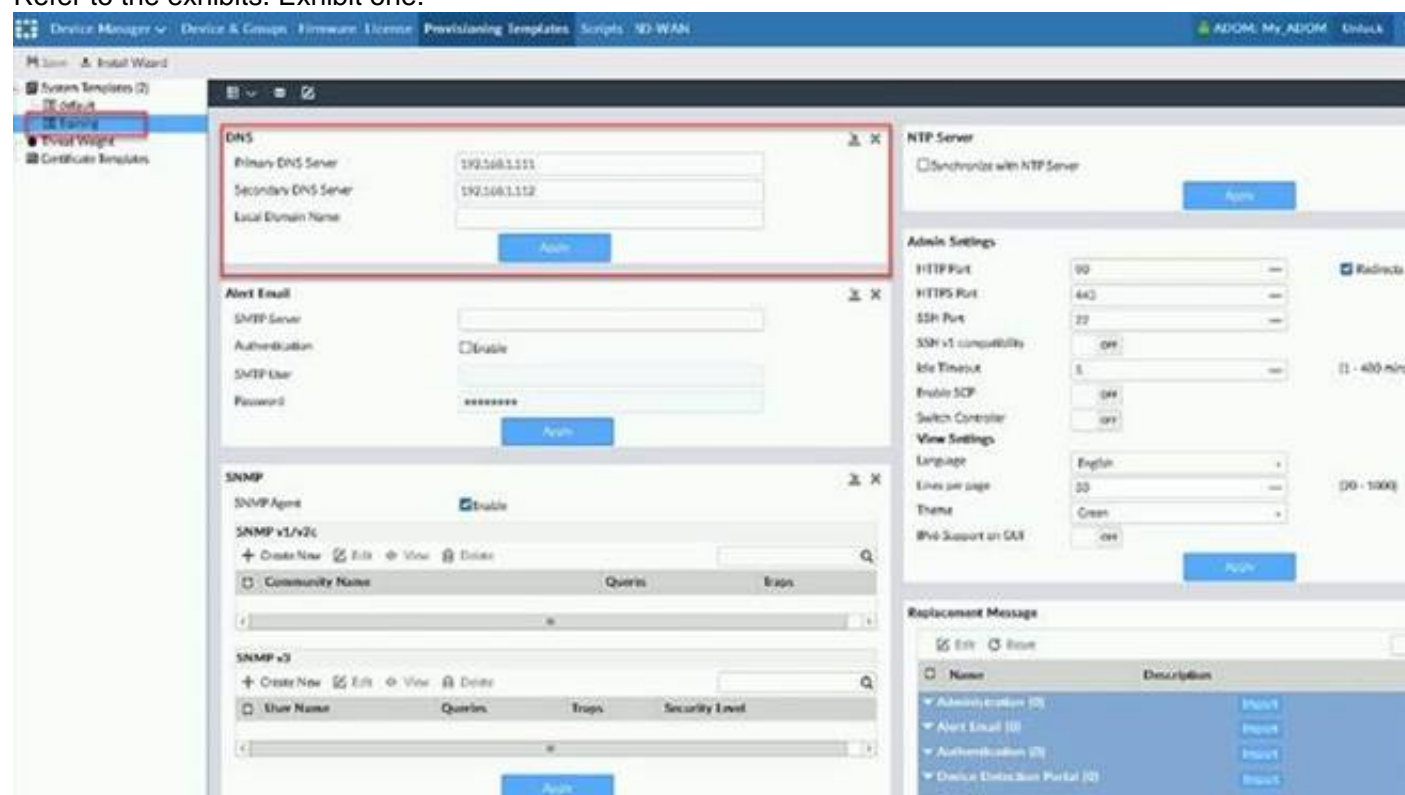 Refer to the exhibits. Exhibit one.
Device Manager Device & Groups Firmware License Provisioning Templates Scripts SD-WAN ADOM: My_ADOM Unlock
Save Install Wizard
System Templates (2)
default
Training
Threat Weight
Certificate Templates
DNS
Primary DNS Server 192.168.1.111
Secondary DNS Server 192.168.1.112
Local Domain Name
Apply
Alert Email
SMTP Server
Authentication Enable
SMTP User
Password ********
Apply
SNMP
SNMP Agent Enable
SNMP v1/v2c
Create New Edit View Delete
Community Name Queries Traps
SNMP v3
Create New Edit View Delete
User Name Queries Traps Security Level
Apply
NTP Server
Synchronize with NTP Server
Apply
Admin Settings
HTTP Port Redirects
HTTPS Port 443
SSH Port 22
SSH v1 compatibility OFF
Idle Timeout 5 (1 - 480 mins
Enable SCP OFF
Switch Controller OFF
View Settings
Language English
Lines per page (20 - 1000)
Theme Green
IPv6 Support on GUI OFF
Apply
Replacement Message
Edit Reset
Name Description
Administration (0) Import
Alert Email (0) Import
Authentication (0) Import
Device Detection Portal (0) Import